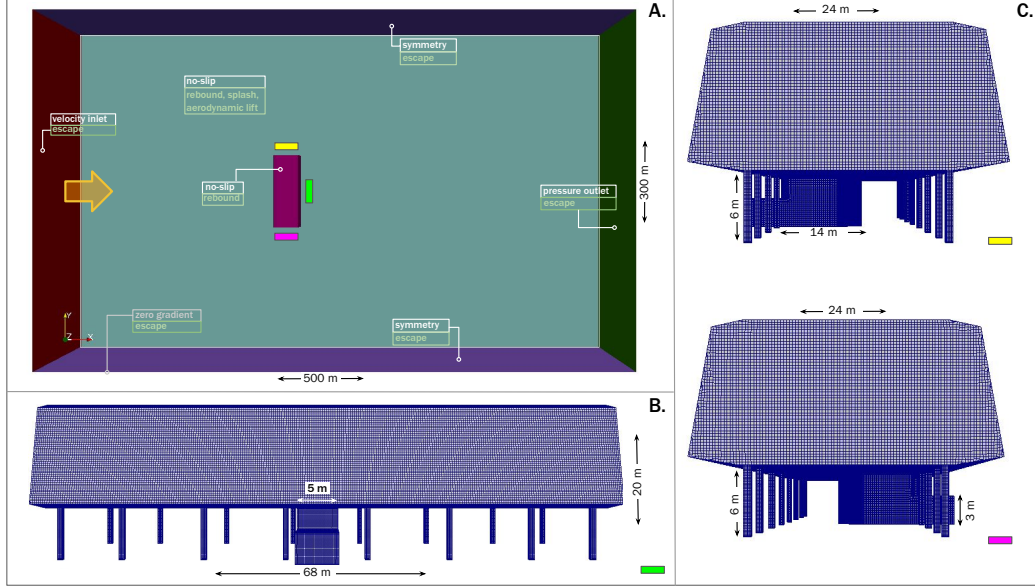 A.
symmetry
escape
no-slip
rebound, splash,
aerodynamic lift
velocity inlet
escape
no-slip
rebound
pressure outlet
escape
300 m
zero gradient
escape
symmetry
escape
Y
Z
X
500 m
B.
5 m
20 m
68 m
C.
24 m
6 m
14 m
24 m
6 m
3 m